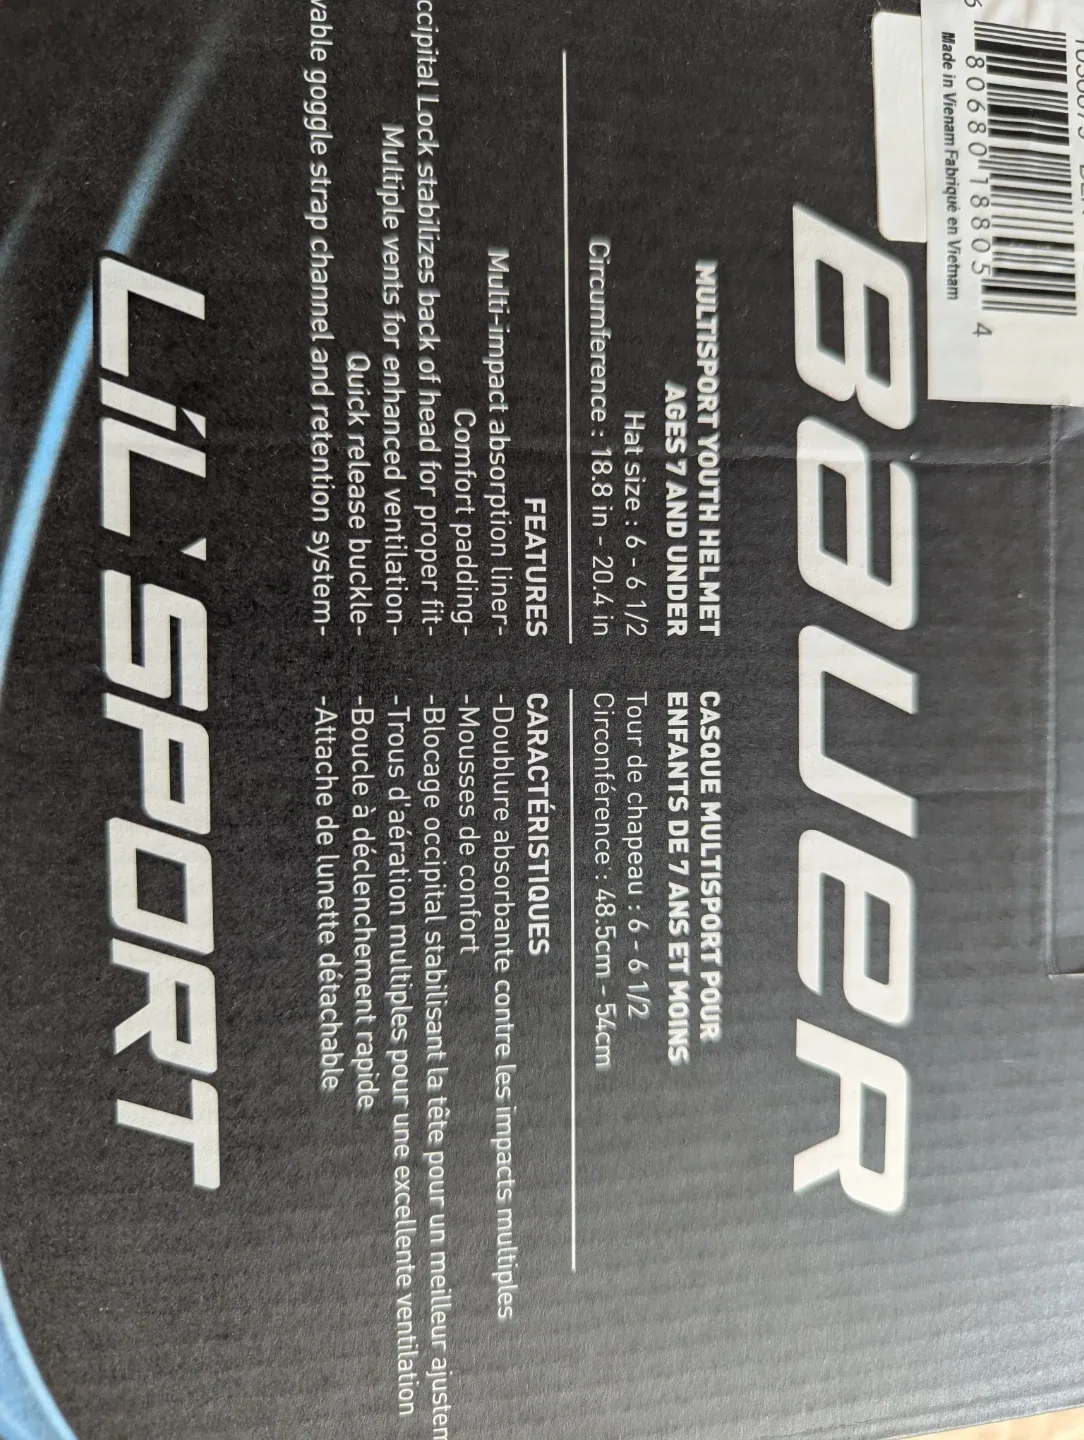 6 80680 18805 4
Made in Vienam Fabriqué en Vietnam
Bauer
MULTISPORT YOUTH HELMET
AGES 7 AND UNDER
Hat size : 6 - 6 1/2
Circumference : 18.8 in - 20.4 in
FEATURES
Multi-impact absorption liner-
Comfort padding-
Lock stabilizes back of head for proper fit-
Multiple vents for enhanced ventilation-
Quick release buckle-
goggle strap channel and retention system-
CASQUE MULTISPORT POUR
ENFANTS DE 7 ANS ET MOINS
Tour de chapeau : 6 - 6 1/2
Circonférence : 48.5cm - 54cm
CARACTÉRISTIQUES
-Doublure absorbante contre les impacts multiples
-Mousses de confort
-Blocage occipital stabilisant la tête pour un meilleur
-Trous d'aération multiples pour une excellente ventilation
-Boucle à déclenchement rapide
-Attache de lunette détachable
LiL'SPORT